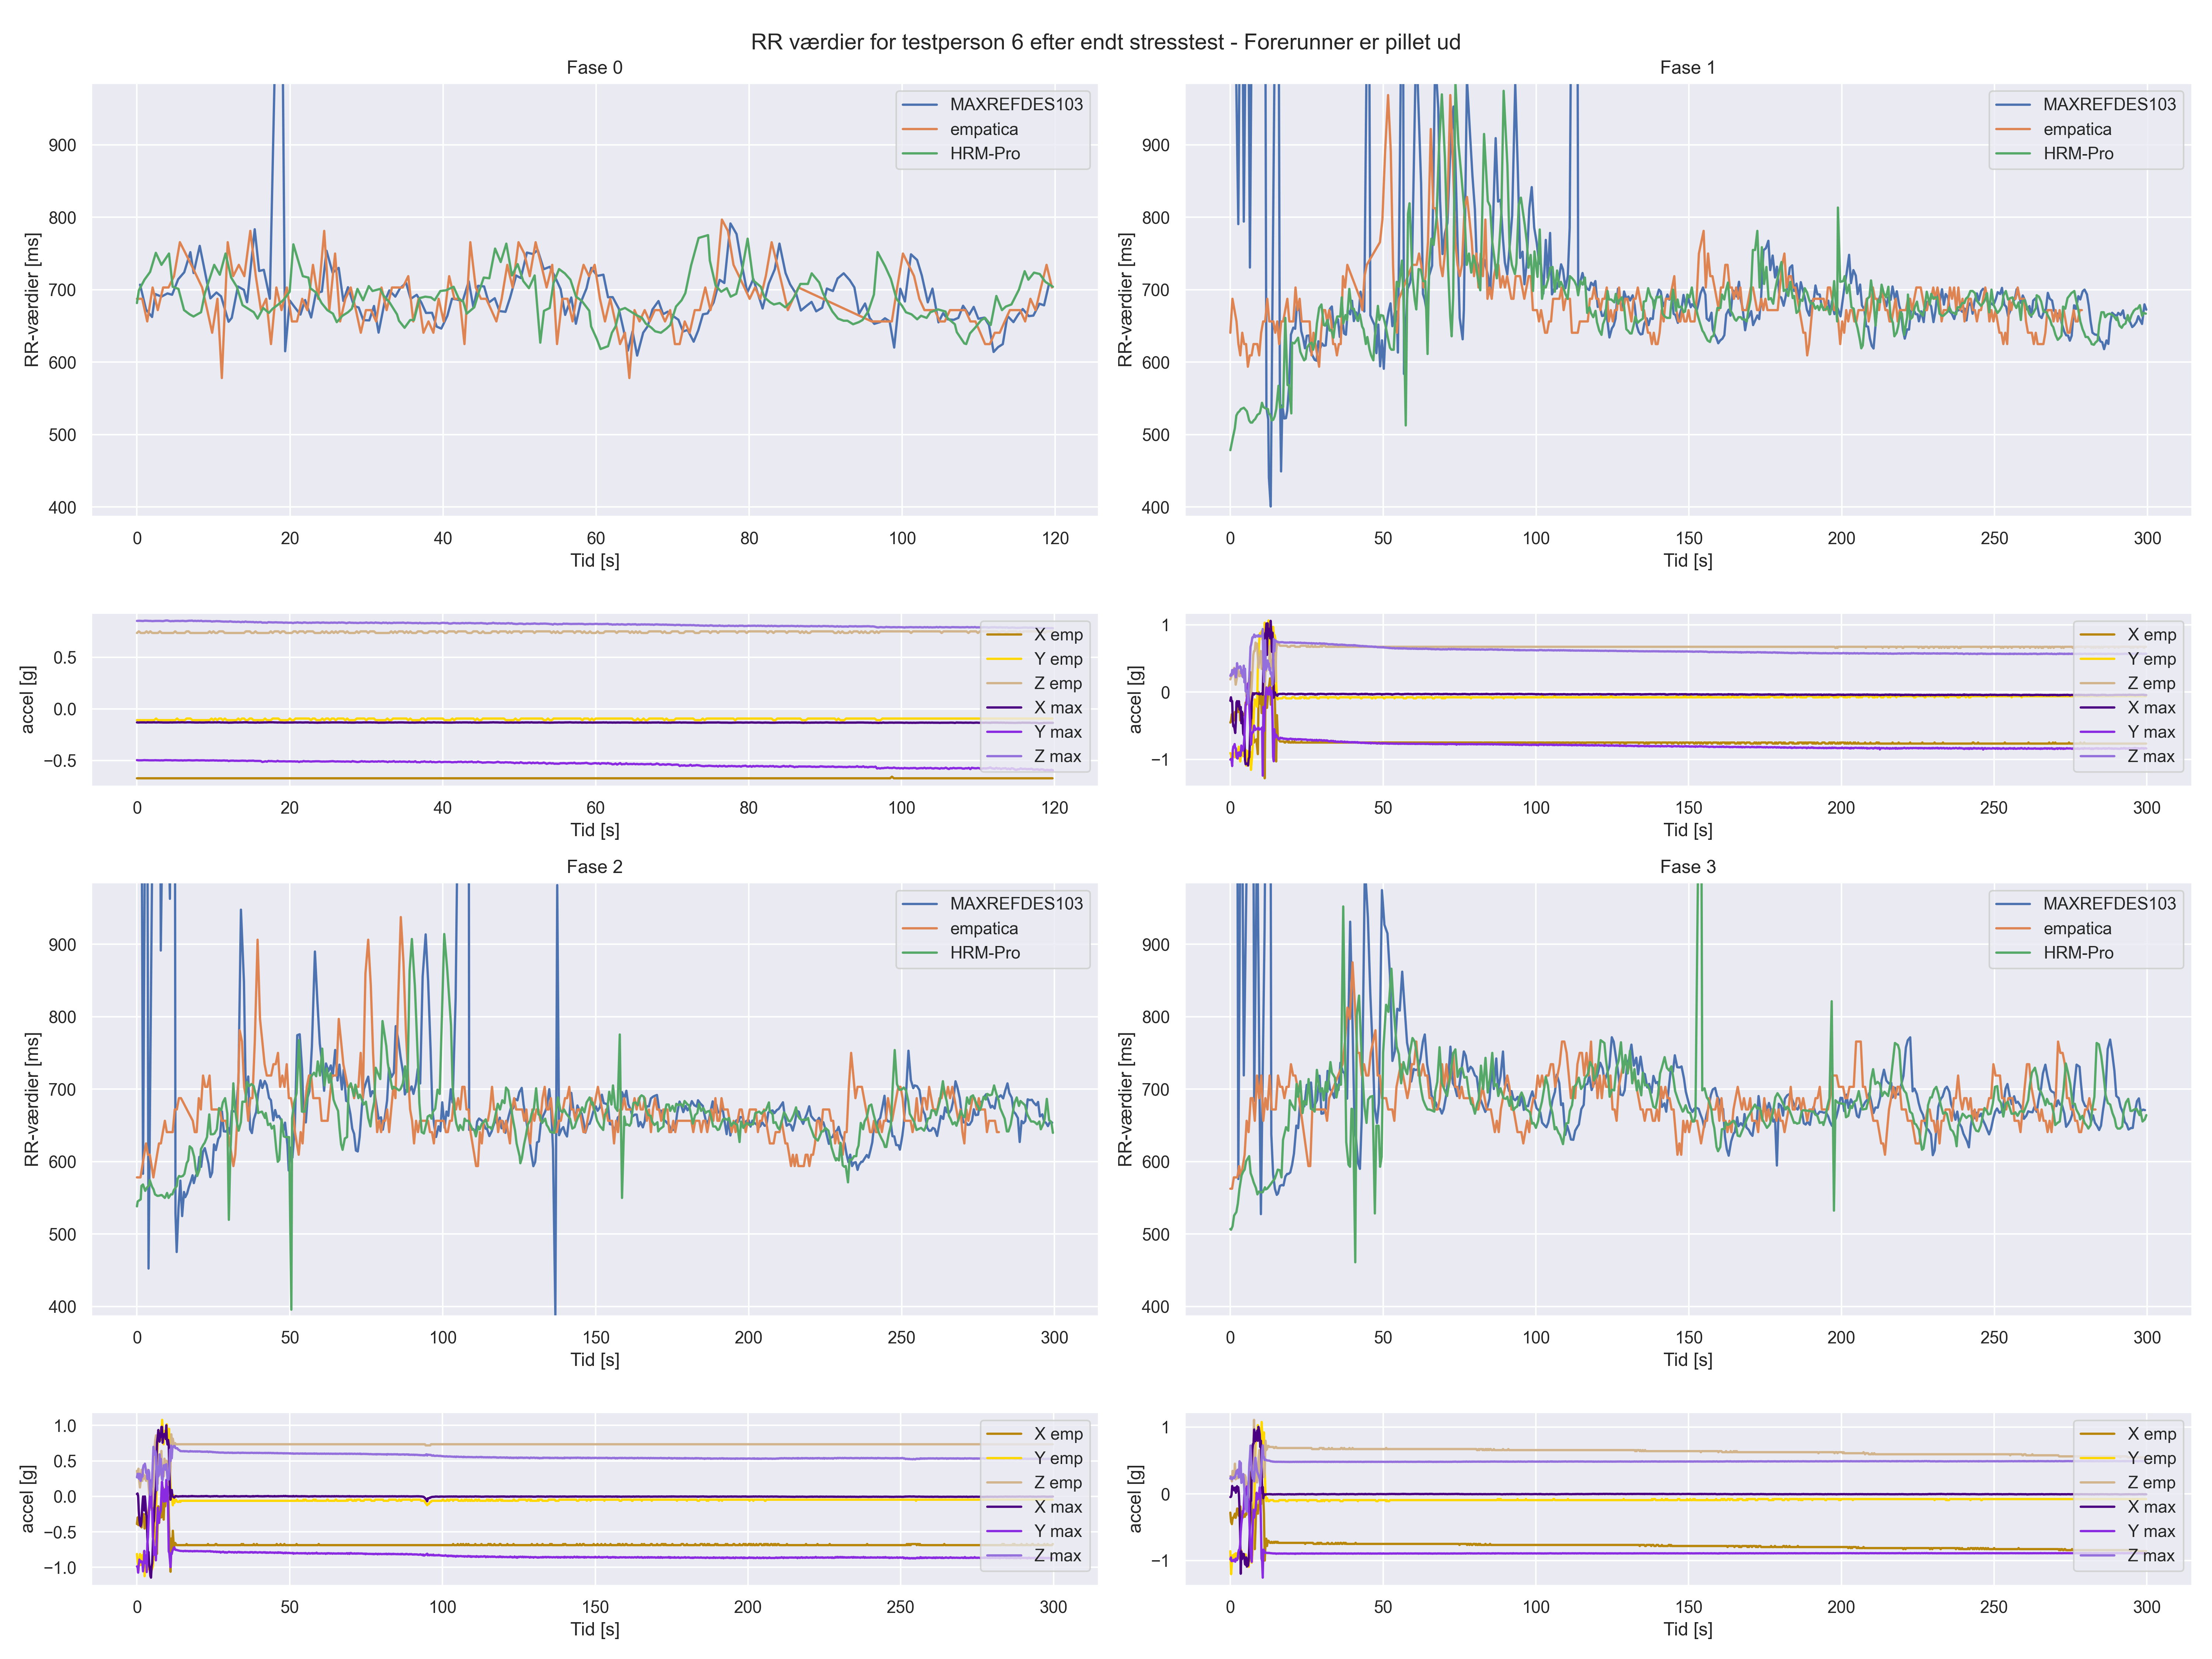 RR værdier for testperson 6 efter endt stresstest - Forerunner er pillet ud
Fase 0
RR-værdier [ms]
900
800
700
600
500
400
MAXREFDES103
empatica
HRM-Pro
0 20 40 60 80 100 120
Tid [s]
Fase 1
RR-værdier [ms]
900
800
700
600
500
400
MAXREFDES103
empatica
HRM-Pro
0 50 100 150 200 250 300
Tid [s]
accel [g]
0.5
0.0
−0.5
X emp
Y emp
Z emp
X max
Y max
Z max
0 20 40 60 80 100 120
Tid [s]
accel [g]
1
0
−1
X emp
Y emp
Z emp
X max
Y max
Z max
0 50 100 150 200 250 300
Tid [s]
Fase 2
RR-værdier [ms]
900
800
700
600
500
400
MAXREFDES103
empatica
HRM-Pro
0 50 100 150 200 250 300
Tid [s]
Fase 3
RR-værdier [ms]
900
800
700
600
500
400
MAXREFDES103
empatica
HRM-Pro
0 50 100 150 200 250 300
Tid [s]
accel [g]
1.0
0.5
0.0
−0.5
−1.0
X emp
Y emp
Z emp
X max
Y max
Z max
0 50 100 150 200 250 300
Tid [s]
accel [g]
1
0
−1
X emp
Y emp
Z emp
X max
Y max
Z max
0 50 100 150 200 250 300
Tid [s]